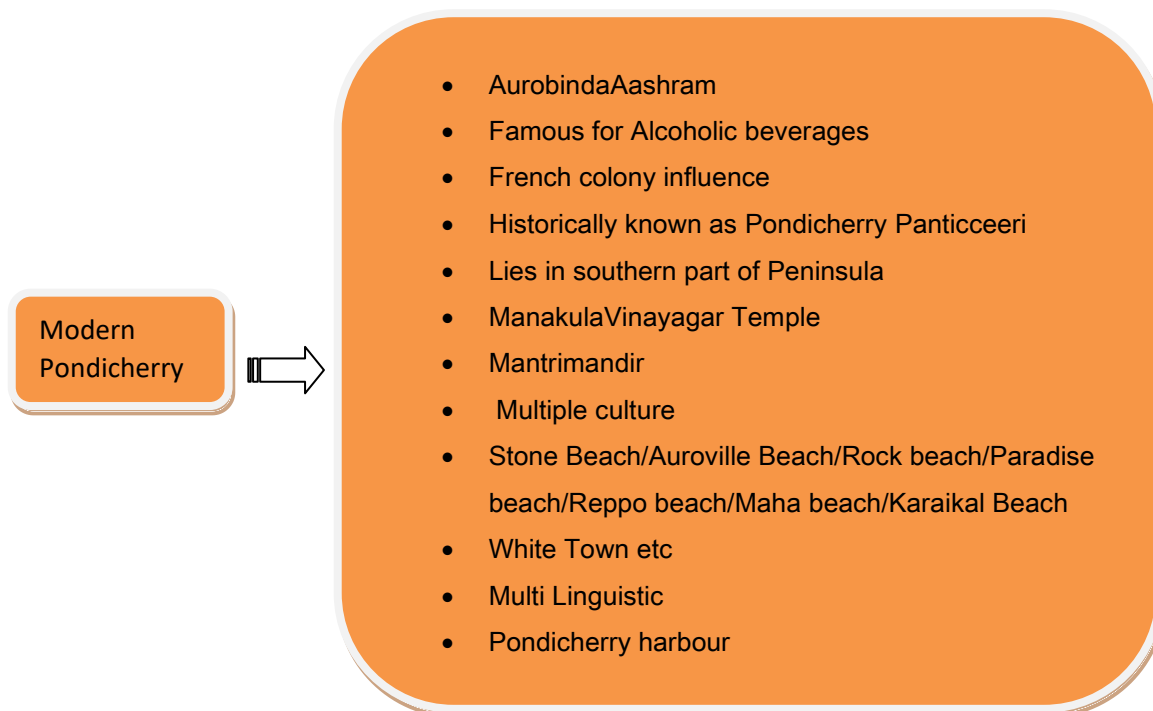 Modern
Pondicherry
• AurobindaAashram
• Famous for Alcoholic beverages
• French colony influence
• Historically known as Pondicherry Panticceeri
• Lies in southern part of Peninsula
• ManakulaVinayagar Temple
• Mantrimandir
• Multiple culture
• Stone Beach/Auroville Beach/Rock beach/Paradise
beach/Reppo beach/Maha beach/Karaikal Beach
• White Town etc
• Multi Linguistic
• Pondicherry harbour